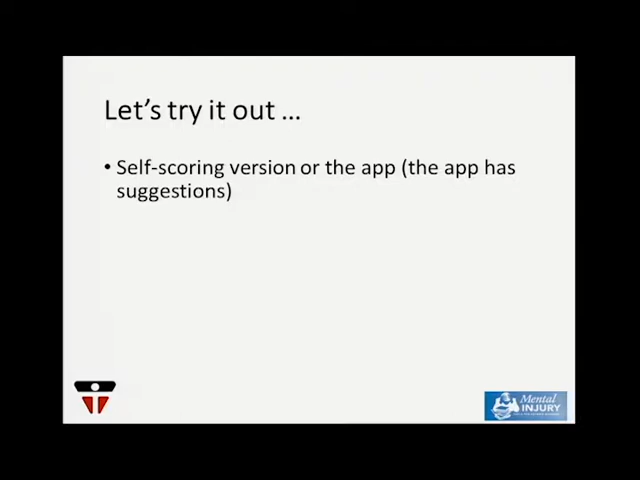 Let's try it out ...
• Self-scoring version or the app (the app has
suggestions)
Mental
INJURY